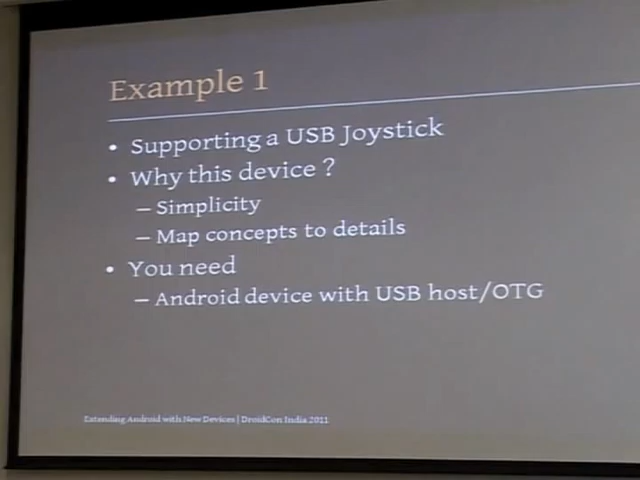 Example 1
• Supporting a USB Joystick
• Why this device ?
– Simplicity
– Map concepts to details
• You need
– Android device with USB host/OTG
Extending Android with New Devices | DroidCon India 2011